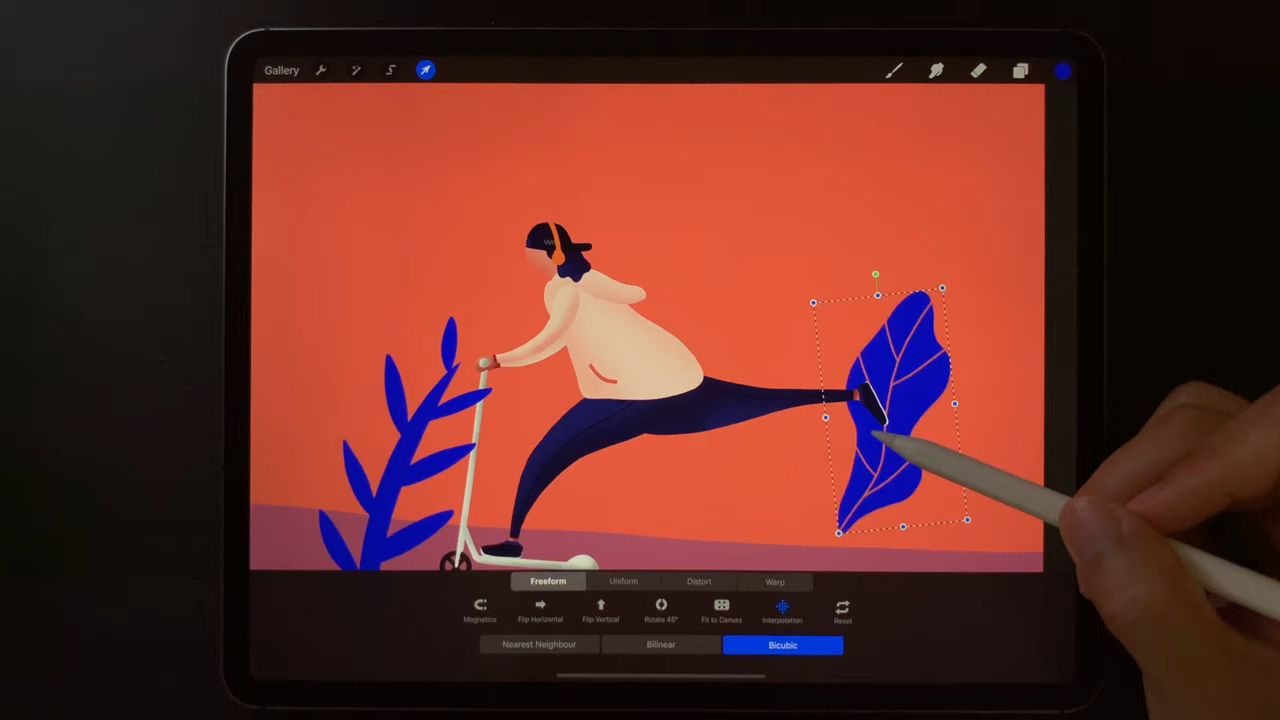 Gallery
Freeform Uniform Distort Warp
Magnetics Flip Horizontal Flip Vertical Rotate 45° Fit to Canvas Interpolation Reset
Nearest Neighbour Bilinear Bicubic